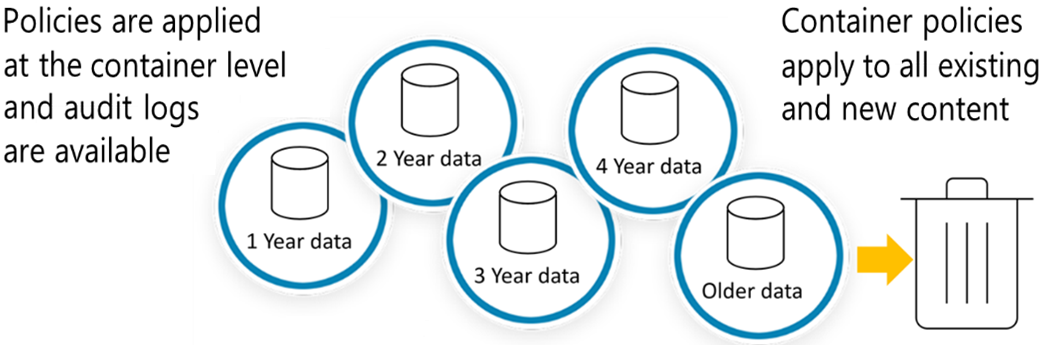 Policies are applied
at the container level
and audit logs
are available
Container policies
apply to all existing
and new content
1 Year data
2 Year data
3 Year data
4 Year data
Older data